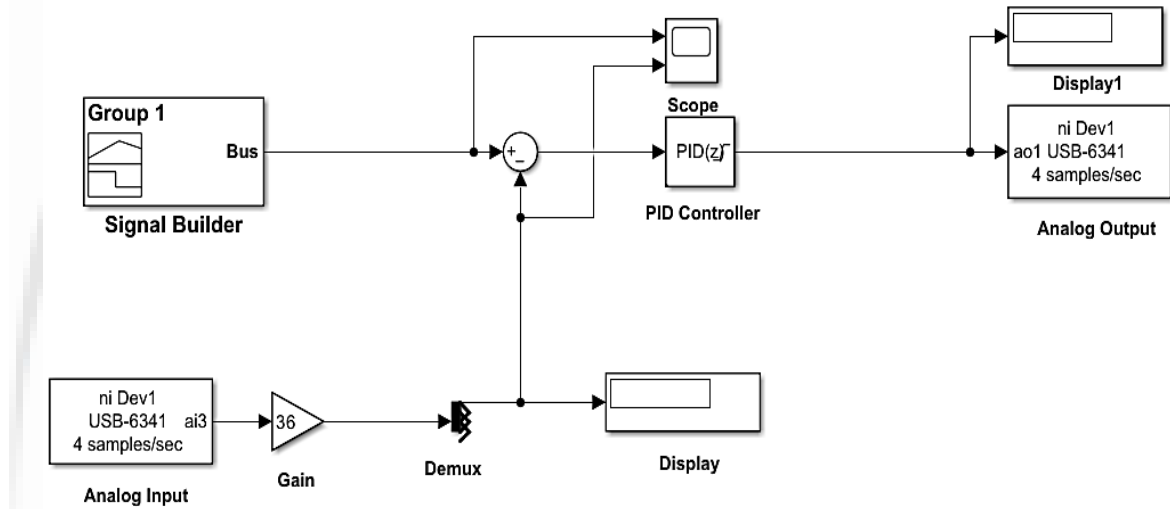 Group 1
Bus
Signal Builder
+
−
Scope
PID(z)
PID Controller
Display1
ni Dev1
ao1 USB-6341
4 samples/sec
Analog Output
ni Dev1
USB-6341 ai3
4 samples/sec
Analog Input
36
Gain
Demux
Display